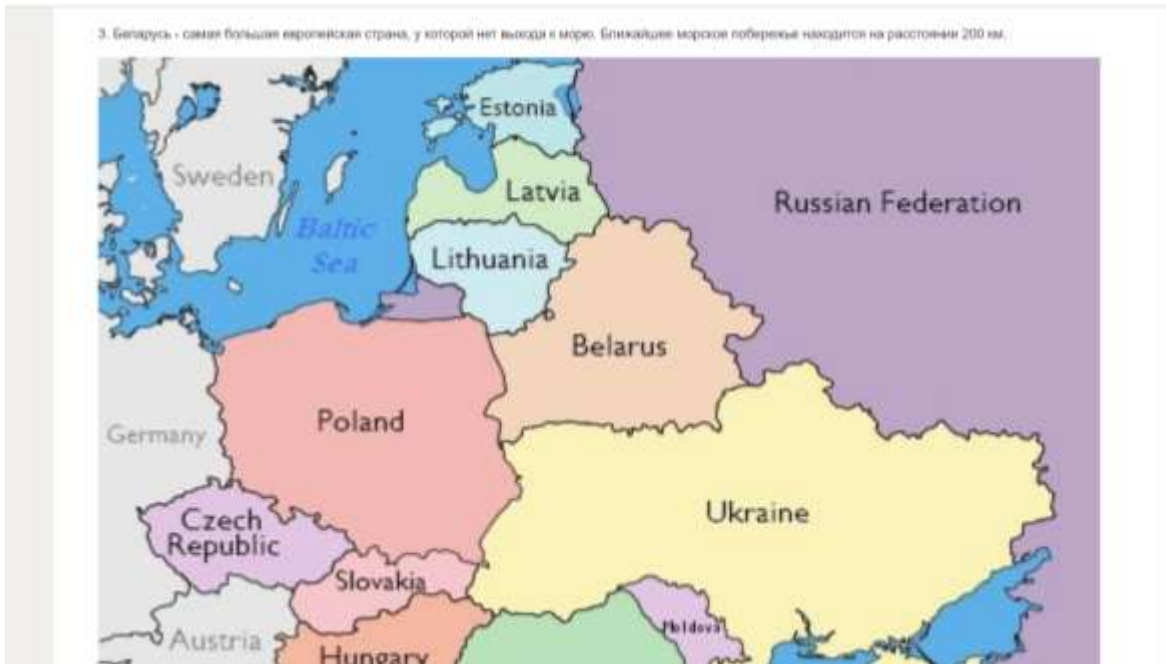 3. Беларусь - самая большая европейская страна, у которой нет выхода к морю. Ближайшее морское побережье находится на расстоянии 200 км.
Estonia
Sweden
Latvia
Russian Federation
Baltic
Sea
Lithuania
Belarus
Poland
Germany
Ukraine
Czech
Republic
Slovakia
Moldova
Austria
Hungary